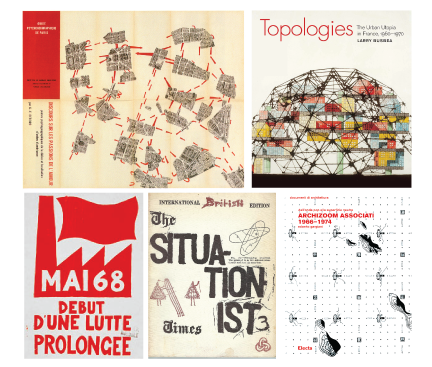 GUIDE
PSYCHOGEOGRAPHIQUE
DE PARIS
DISCOURS SUR LES PASSIONS DE L'AMOUR
Topologies
The Urban Utopia
in France, 1960–1970
LARRY BUSBEA
MAI 68
DEBUT
D'UNE LUTTE
PROLONGEE
INTERNATIONAL British EDITION
The
SITUA-
TION-
IST
3
Times
ARCHIZOOM ASSOCIATI
1966–1974
Electa